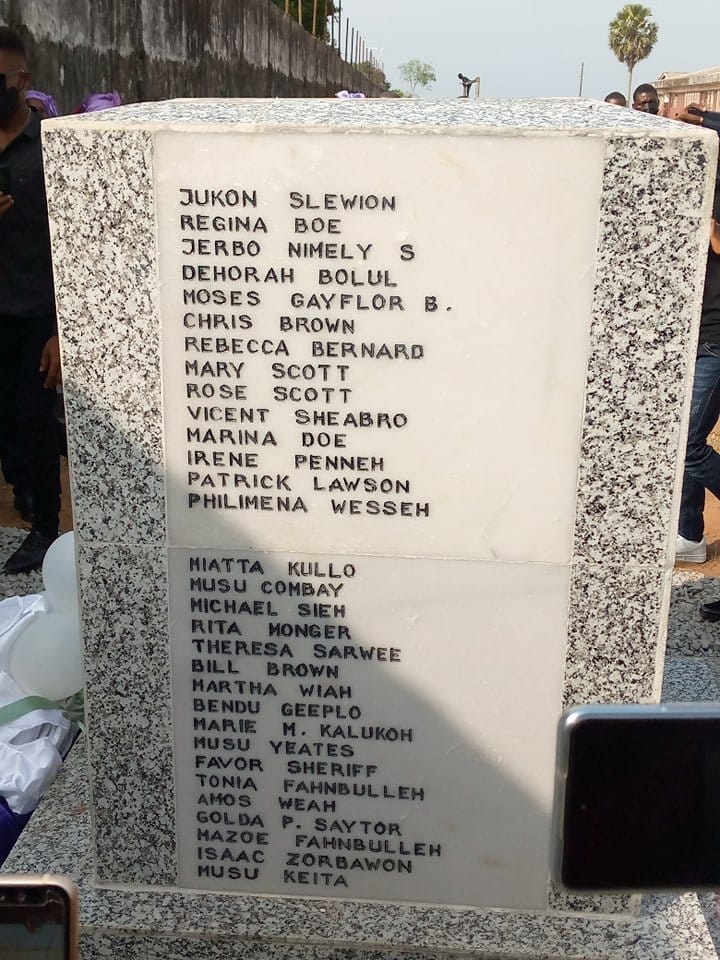 JUKON SLEWION
REGINA BOE
JERBO NIMELY S
DEHORAH BOLUL
MOSES GAYFLOR B.
CHRIS BROWN
REBECCA BERNARD
MARY SCOTT
ROSE SCOTT
VICENT SHEABRO
MARINA DOE
IRENE PENNEH
PATRICK LAWSON
PHILIMENA WESSEH
MIATTA KULLO
MUSU COMBAY
MICHAEL SIEH
RITA MONGER
THERESA SARWEE
BILL BROWN
MARTHA WIAH
BENDU GEEPLO
MARIE M. KALUKOH
MUSU YEATES
FAVOR SHERIFF
TONIA FAHNBULLEH
AMOS WEAH
GOLDA P. SAYTOR
MAZOE FAHNBULLEH
ISAAC ZORBAWON
MUSU KEITA